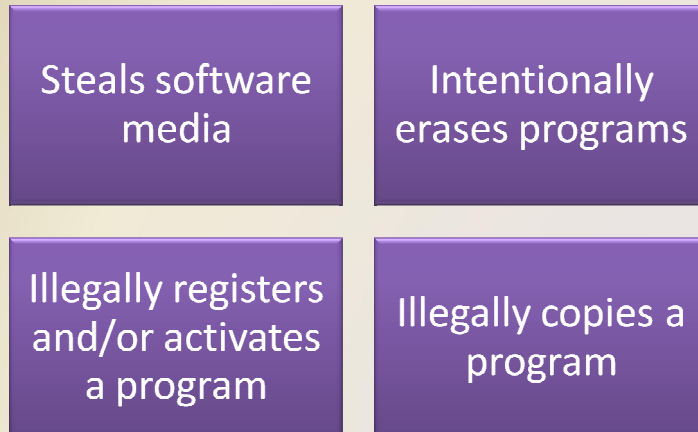 Steals software
media
Intentionally
erases programs
Illegally registers
and/or activates
a program
Illegally copies a
program